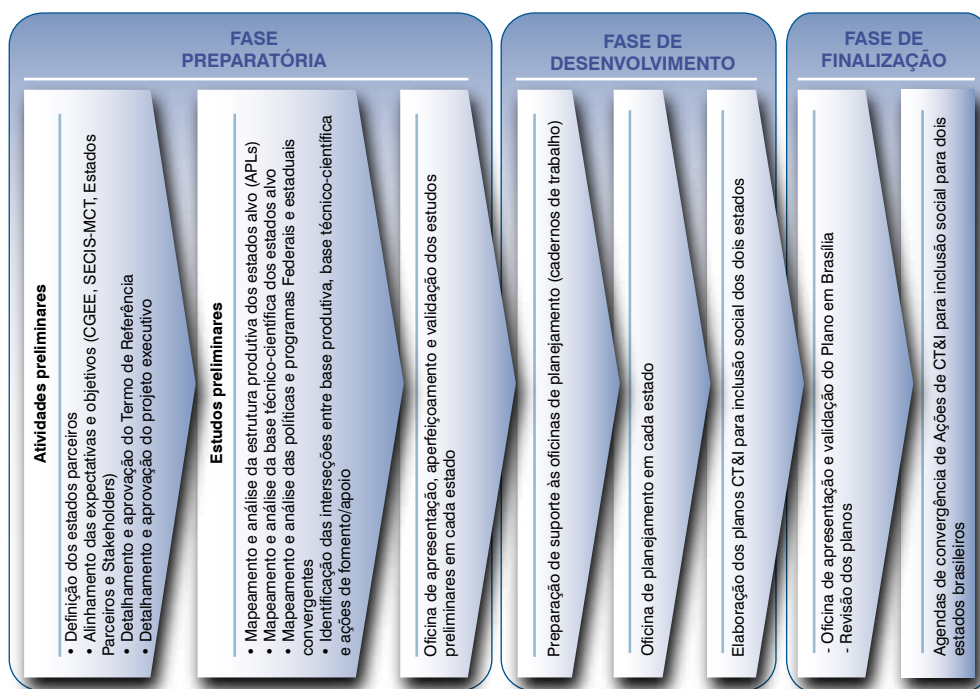 FASE
PREPARATÓRIA
Atividades preliminares
• Definição dos estados parceiros
• Alinhamento das expectativas e objetivos (CGEE, SECIS-MCT, Estados
Parceiros e Stakeholders)
• Detalhamento e aprovação do Termo de Referência
• Detalhamento e aprovação do projeto executivo
Estudos preliminares
• Mapeamento e análise da estrutura produtiva dos estados alvo (APLs)
• Mapeamento e análise da base técnico-científica dos estados alvo
• Mapeamento e análise das políticas e programas Federais e estaduais
convergentes
• Identificação das interseções entre base produtiva, base técnico-científica
e ações de fomento/apoio
Oficina de apresentação, aperfeiçoamento e validação dos estudos
preliminares em cada estado
FASE DE
DESENVOLVIMENTO
Preparação de suporte às oficinas de planejamento (cadernos de trabalho)
Oficina de planejamento em cada estado
Elaboração dos planos CT&I para inclusão social dos dois estados
FASE DE
FINALIZAÇÃO
- Oficina de apresentação e validação do Plano em Brasília
- Revisão dos planos
Agendas de convergência de Ações de CT&I para inclusão social para dois
estados brasileiros